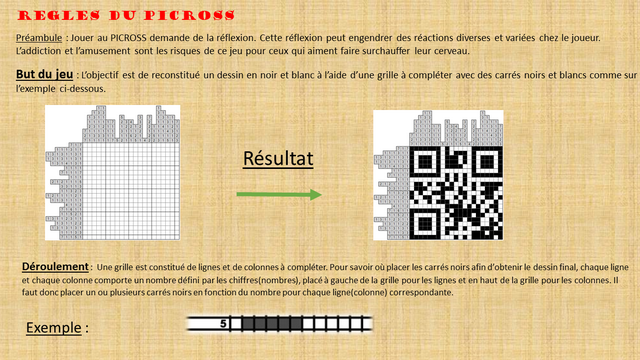 REGLES DU PICROSS
Préambule : Jouer au PICROSS demande de la réflexion. Cette réflexion peut engendrer des réactions diverses et variées chez le joueur.
L'addiction et l'amusement sont les risques de ce jeu pour ceux qui aiment faire surchauffer leur cerveau.
But du jeu : L'objectif est de reconstitué un dessin en noir et blanc à l'aide d'une grille à compléter avec des carrés noirs et blancs comme sur
l'exemple ci-dessous.
Résultat
Déroulement : Une grille est constitué de lignes et de colonnes à compléter. Pour savoir où placer les carrés noirs afin d'obtenir le dessin final, chaque ligne
et chaque colonne comporte un nombre défini par les chiffres(nombres), placé à gauche de la grille pour les lignes et en haut de la grille pour les colonnes. Il
faut donc placer un ou plusieurs carrés noirs en fonction du nombre pour chaque ligne(colonne) correspondante.
Exemple :
5